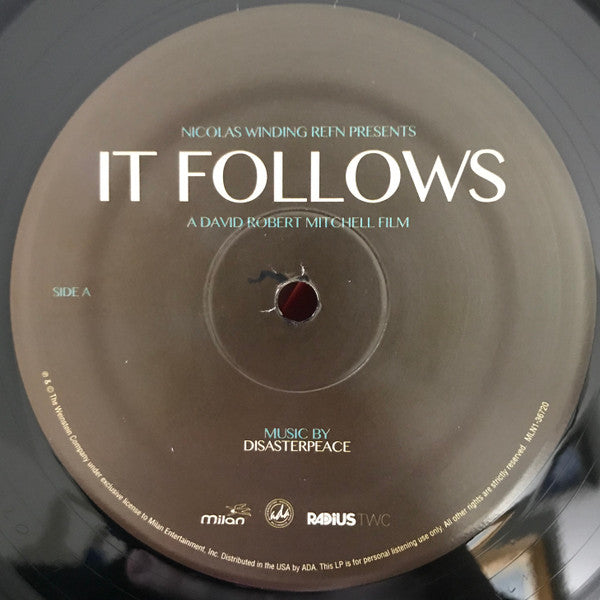 NICOLAS WINDING REFN PRESENTS
IT FOLLOWS
A DAVID ROBERT MITCHELL FILM
SIDE A
MUSIC BY
DISASTERPEACE
milan
RADIUS TWC
℗ & © The Weinstein Company under exclusive license to Milan Entertainment, Inc. Distributed in the USA by ADA. This LP is for personal listening use only. All other rights are strictly reserved. MLN1-36720